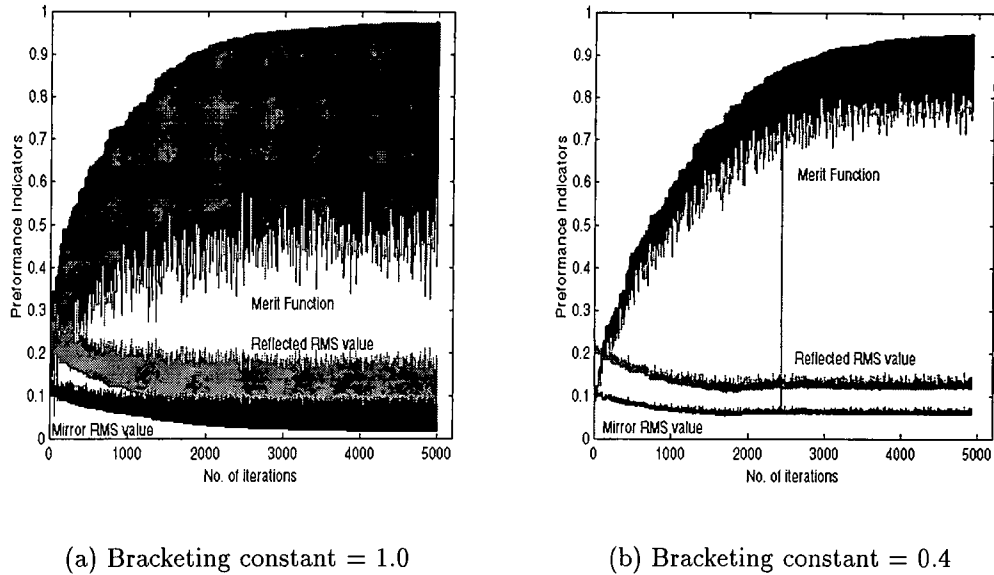 1
0.9
0.8
0.7
0.6
0.5
0.4
0.3
0.2
0.1
0
Preformance Indicators
Merit Function
Reflected RMS value
Mirror RMS value
0 1000 2000 3000 4000 5000
No. of iterations
(a) Bracketing constant = 1.0
1
0.9
0.8
0.7
0.6
0.5
0.4
0.3
0.2
0.1
0
Preformance Indicators
Merit Function
Reflected RMS value
Mirror RMS value
0 1000 2000 3000 4000 5000
No. of iterations
(b) Bracketing constant = 0.4